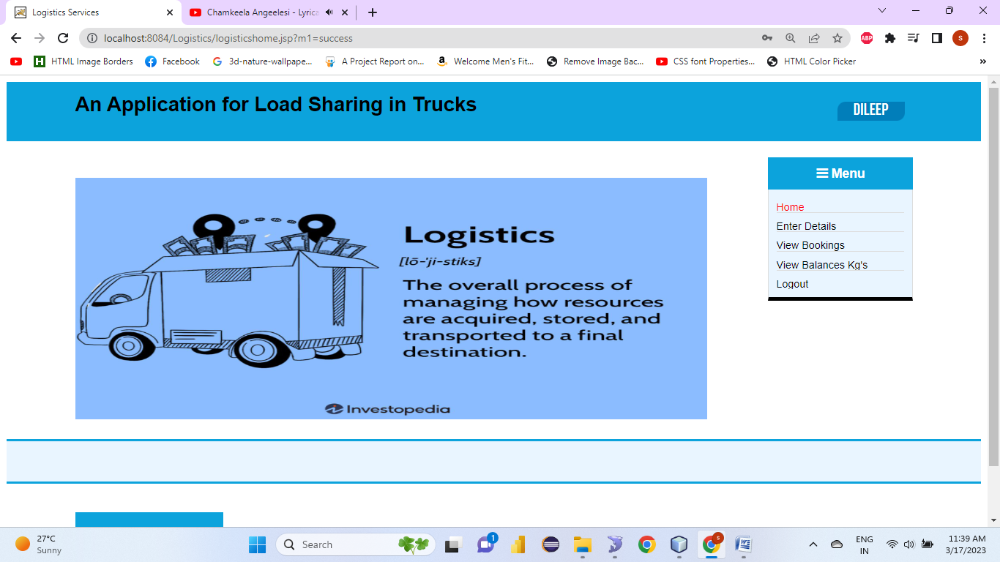 Logistics Services
Chamkeela Angeelesi - Lyrica
localhost:8084/Logistics/logisticshome.jsp?m1=success
ABP
S
HTML Image Borders
Facebook
3d-nature-wallpape...
A Project Report on...
Welcome Men's Fit...
Remove Image Bac...
CSS font Properties...
HTML Color Picker
»
An Application for Load Sharing in Trucks
DILEEP
Menu
Home
Enter Details
View Bookings
View Balances Kg's
Logout
Logistics
[lō-ˈji-stiks]
The overall process of
managing how resources
are acquired, stored, and
transported to a final
destination.
Investopedia
27°C
Sunny
Search
1
S
ENG
IN
11:39 AM
3/17/2023